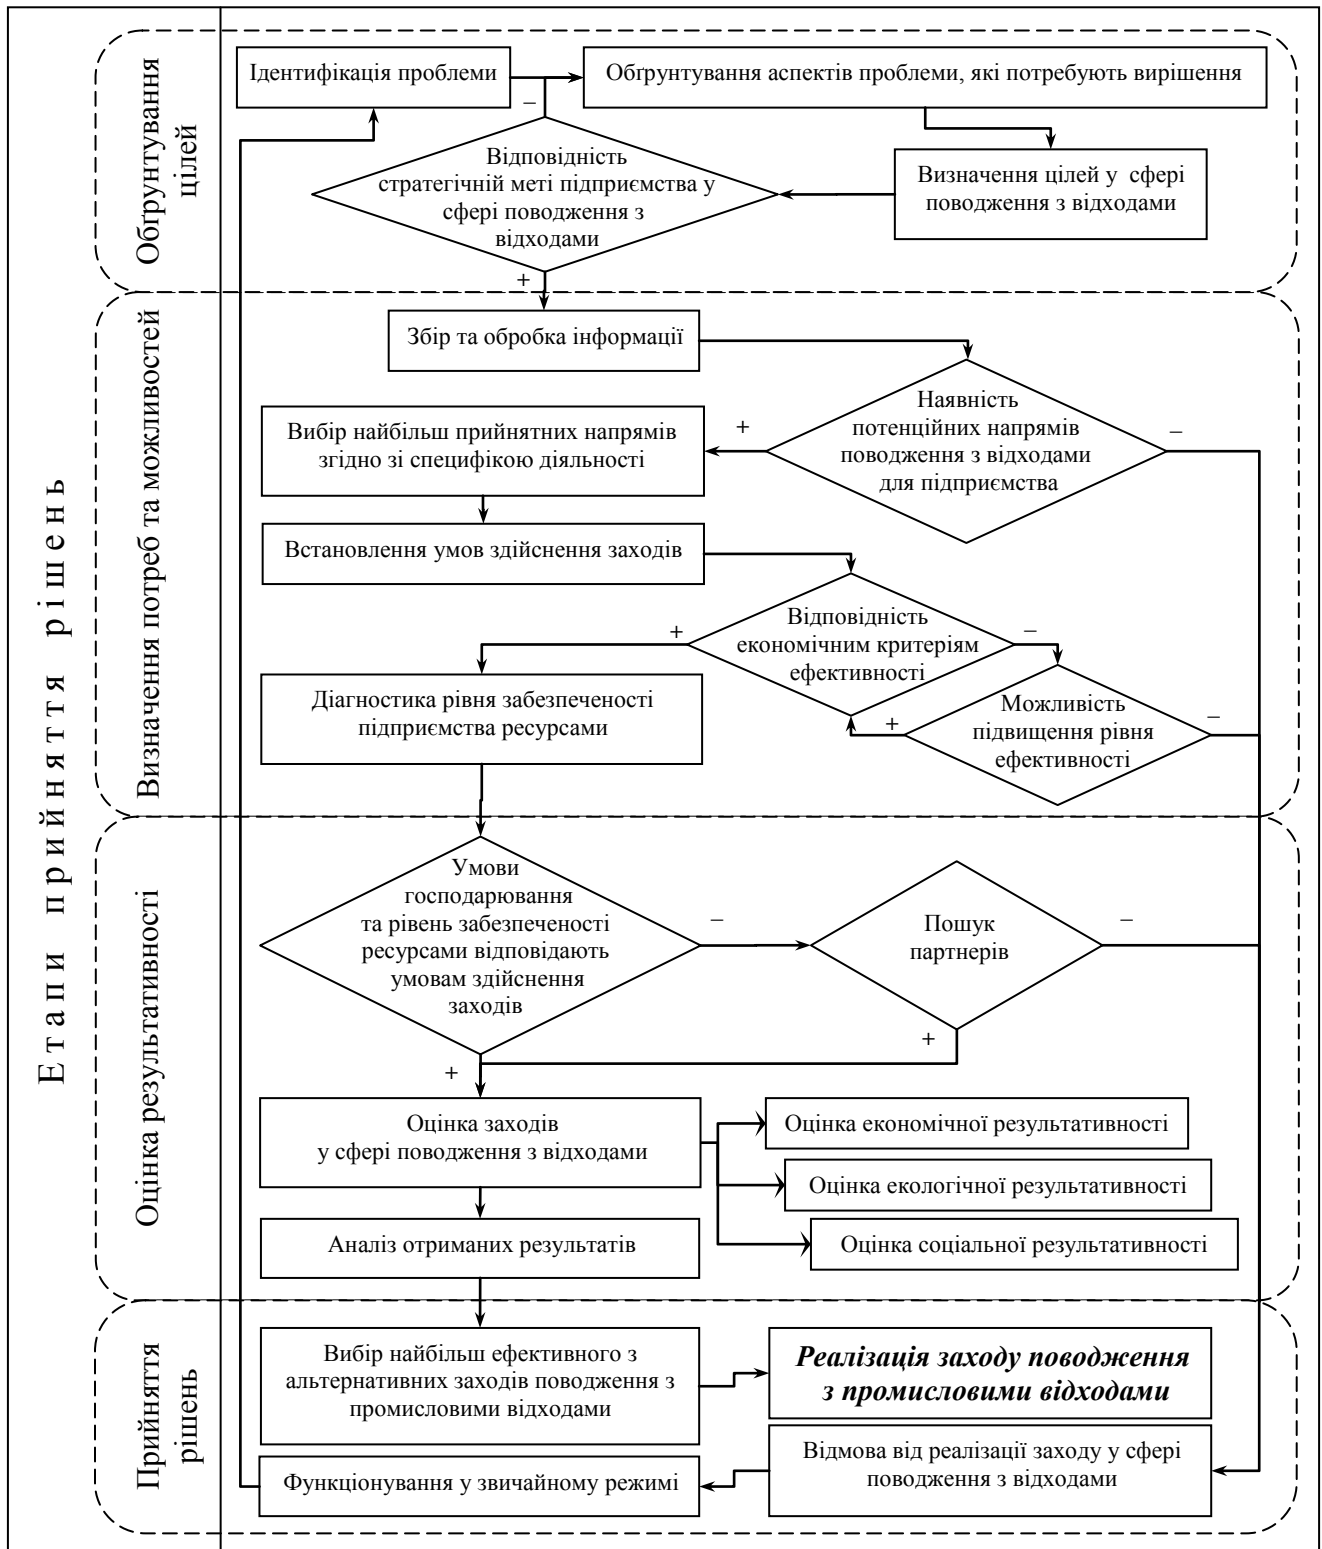 Етапи прийняття рішень
Обґрунтування
цілей
Ідентифікація проблеми
Обґрунтування аспектів проблеми, які потребують вирішення
–
Відповідність
стратегічній меті підприємства у
сфері поводження з
відходами
Визначення цілей у сфері
поводження з відходами
+
Визначення потреб та можливостей
Збір та обробка інформації
Наявність
потенційних напрямів
поводження з відходами
для підприємства
+
–
Вибір найбільш прийнятних напрямів
згідно зі специфікою діяльності
Встановлення умов здійснення заходів
Відповідність
економічним критеріям
ефективності
+
–
Діагностика рівня забезпеченості
підприємства ресурсами
Можливість
підвищення рівня
ефективності
+
–
Оцінка результативності
Умови
господарювання
та рівень забезпеченості
ресурсами відповідають
умовам здійснення
заходів
–
Пошук
партнерів
–
+
+
Оцінка заходів
у сфері поводження з відходами
Оцінка економічної результативності
Оцінка екологічної результативності
Оцінка соціальної результативності
Аналіз отриманих результатів
Прийняття
рішень
Вибір найбільш ефективного з
альтернативних заходів поводження з
промисловими відходами
Реалізація заходу поводження
з промисловими відходами
Відмова від реалізації заходу у сфері
поводження з відходами
Функціонування у звичайному режимі